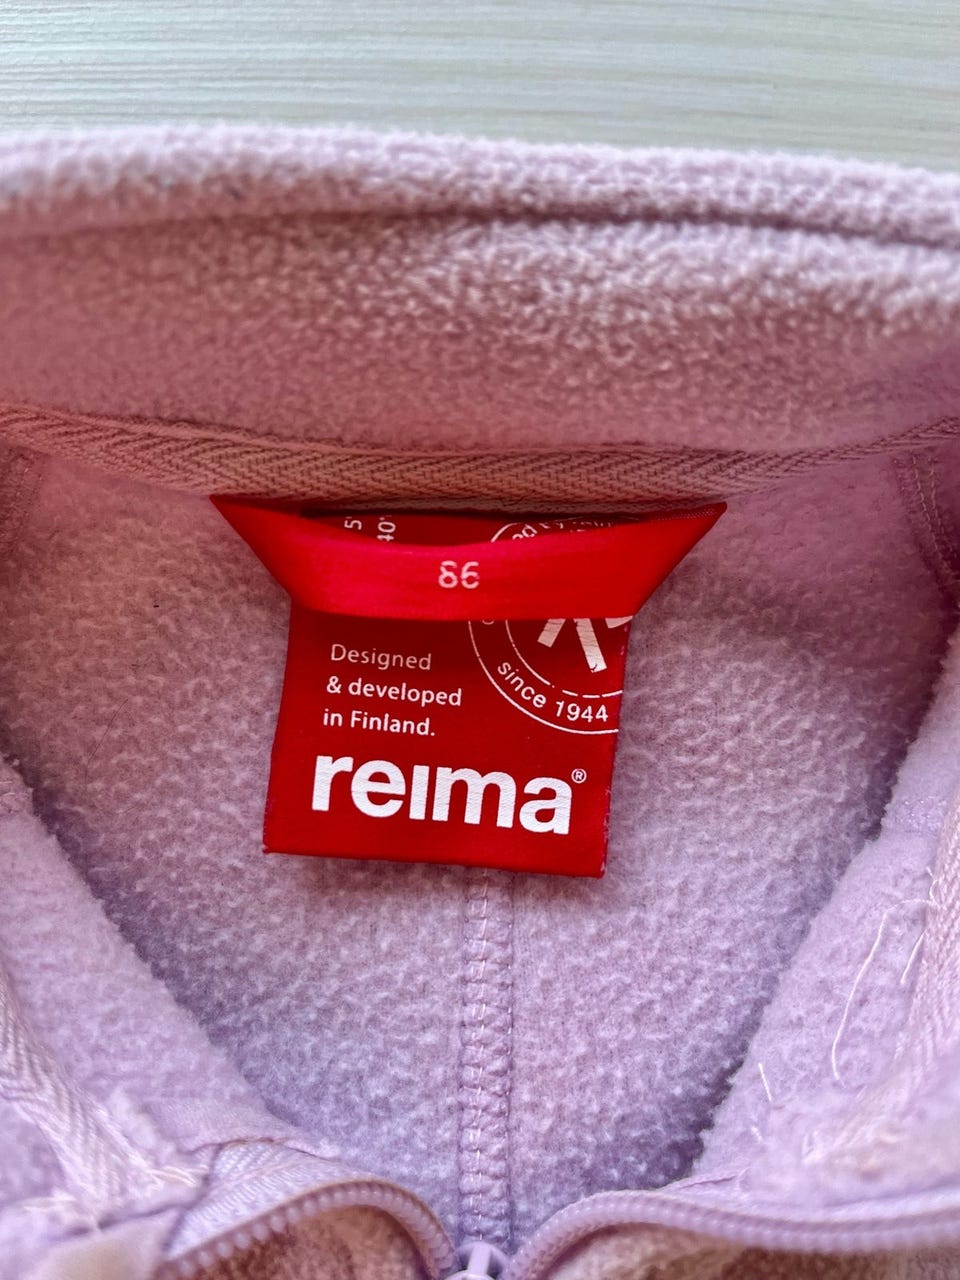 86
Designed
& developed
in Finland.
since 1944
reima®